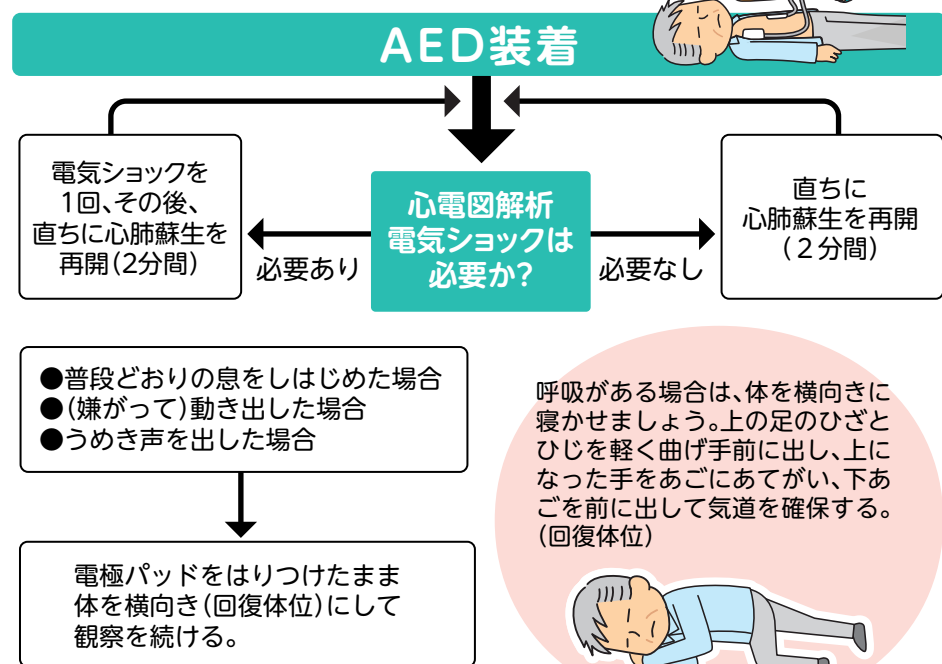 AED装着
電気ショックを
1回、その後、
直ちに心肺蘇生を
再開(2分間)
必要あり
心電図解析
電気ショックは
必要か?
必要なし
直ちに
心肺蘇生を再開
(2分間)
●普段どおりの息をしはじめた場合
●(嫌がって)動き出した場合
●うめき声を出した場合
電極パッドをはりつけたまま
体を横向き(回復体位)にして
観察を続ける。
呼吸がある場合は、体を横向きに
寝かせましょう。上の足のひざと
ひじを軽く曲げ手前に出し、上に
なった手をあごにあてがい、下あ
ごを前に出して気道を確保する。
(回復体位)